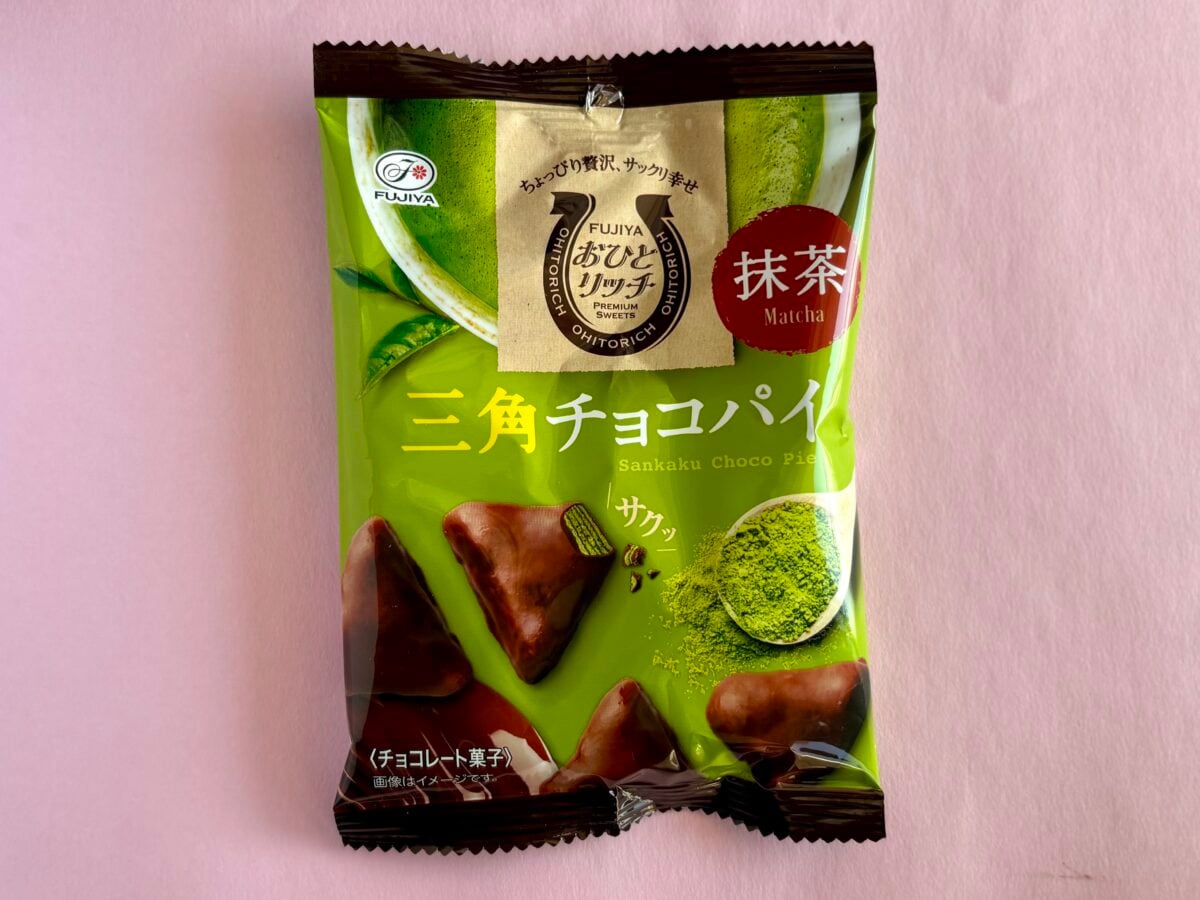 FUJIYA
ちょっぴり贅沢、サックリ幸せ
FUJIYA
おひと
リッチ
PREMIUM
SWEETS
OHITORICH OHITORICH OHITORICH
抹茶
Matcha
三角チョコパイ
Sankaku Choco Pie
サクッ
〈チョコレート菓子〉
画像はイメージです。